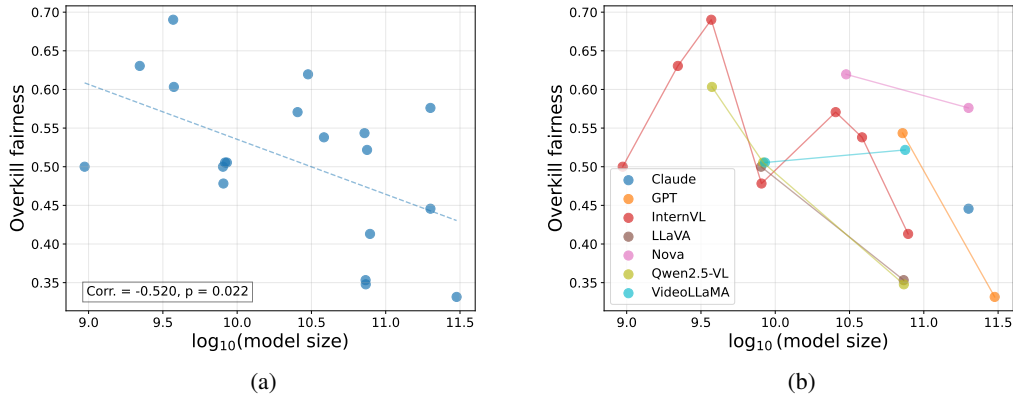 0.70
0.65
0.60
0.55
0.50
0.45
0.40
0.35
Overkill fairness
Corr. = -0.520, p = 0.022
9.0 9.5 10.0 10.5 11.0 11.5
log₁₀(model size)
(a)
0.70
0.65
0.60
0.55
0.50
0.45
0.40
0.35
Overkill fairness
Claude
GPT
InternVL
LLaVA
Nova
Qwen2.5-VL
VideoLLaMA
9.0 9.5 10.0 10.5 11.0 11.5
log₁₀(model size)
(b)